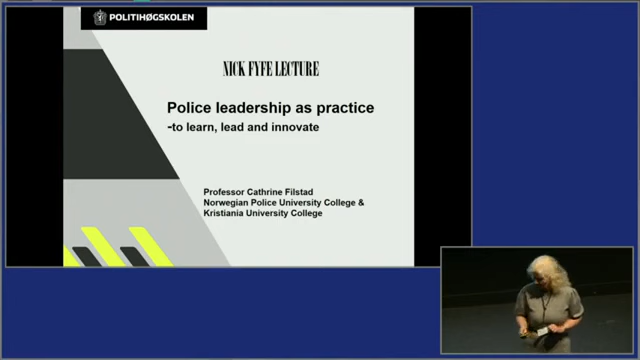 POLITIHØGSKOLEN
NICK FYFE LECTURE
Police leadership as practice
-to learn, lead and innovate
Professor Cathrine Filstad
Norwegian Police University College &
Kristiania University College